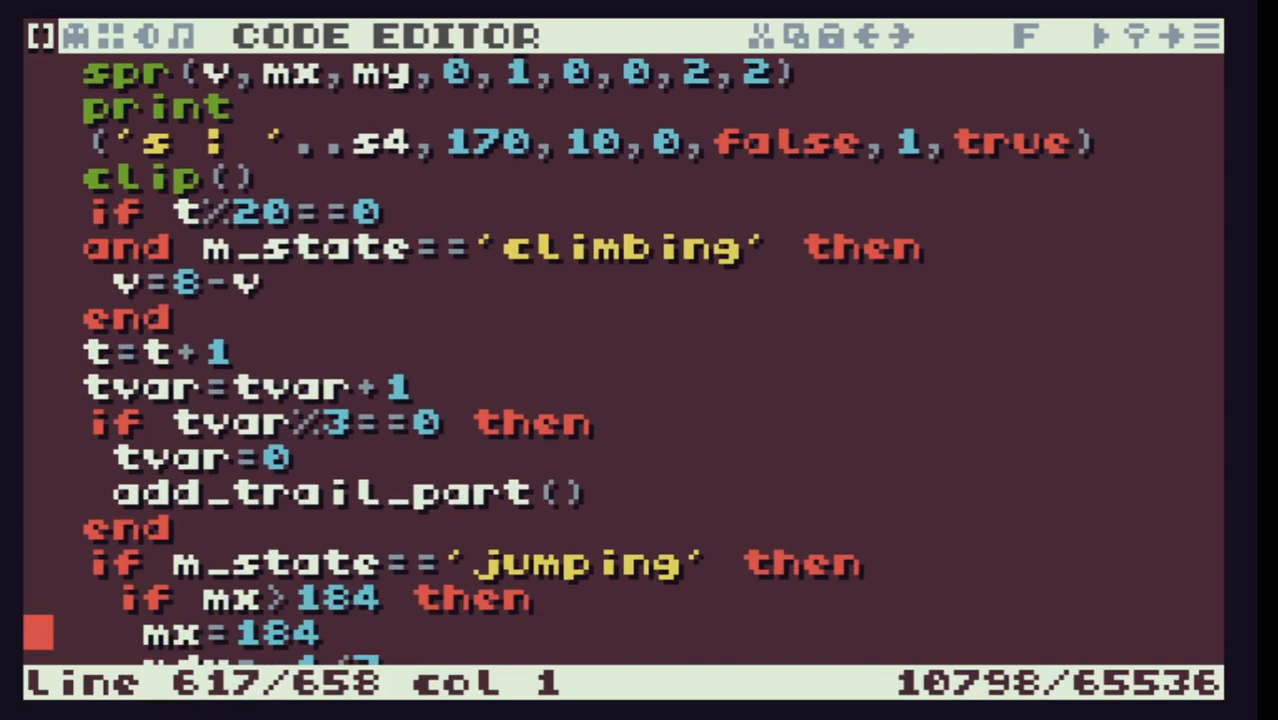 CODE EDITOR F
spr(v,mx,my,0,1,0,0,2,2)
print
('s : '..s4,170,10,0,false,1,true)
clip()
if t%20==0
and m_state=='climbing' then
v=8-v
end
t=t+1
tvar=tvar+1
if tvar%3==0 then
tvar=0
add_trail_part()
end
if m_state=='jumping' then
if mx>184 then
mx=184
line 617/658 col 1 10798/65536